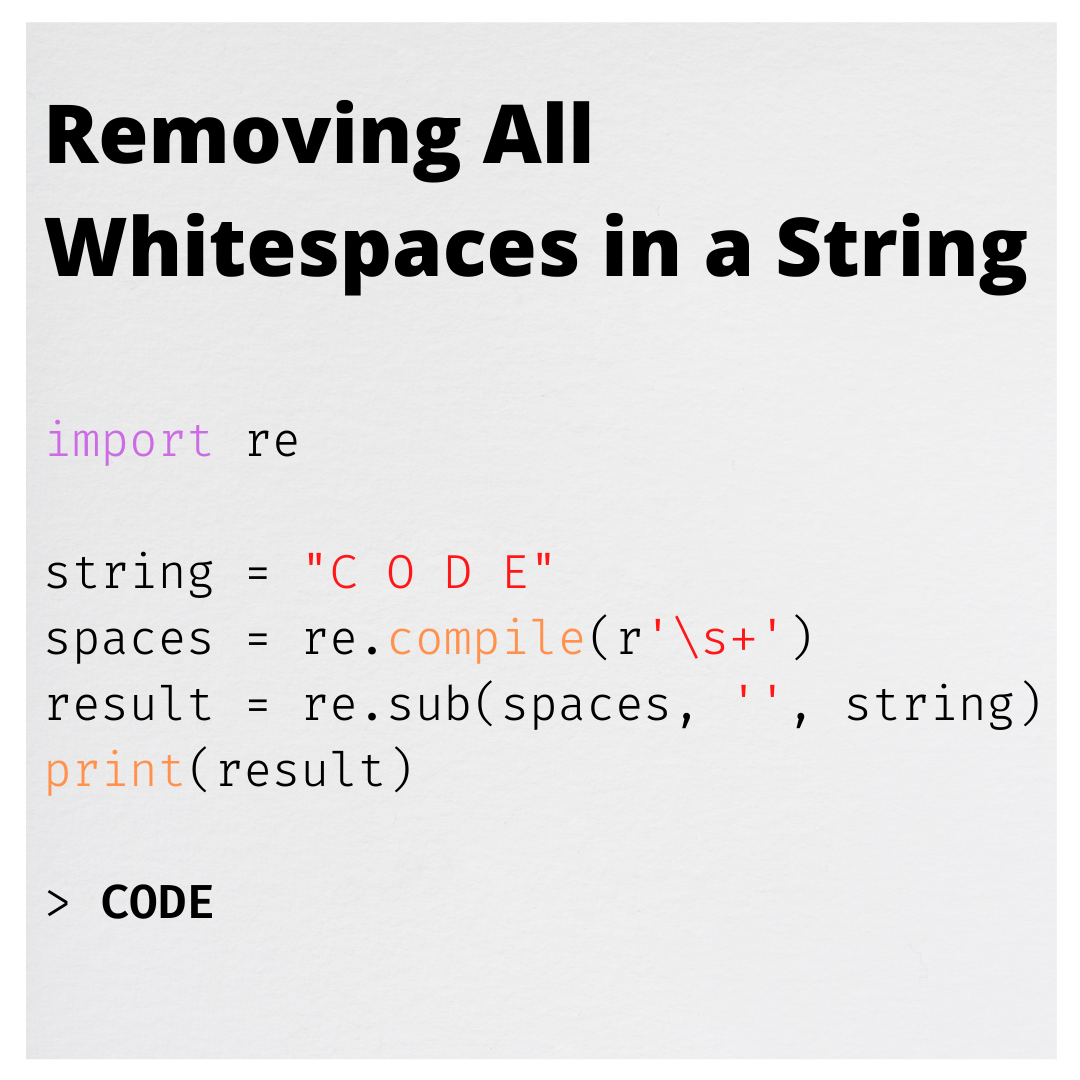 Removing All
Whitespaces in a String
import re
string = "C O D E"
spaces = re.compile(r'\s+')
result = re.sub(spaces, '', string)
print(result)
> CODE